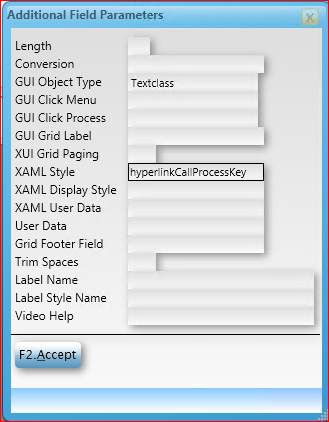 Additional Field Parameters
Length
Conversion
GUI Object Type Textclass
GUI Click Menu
GUI Click Process
GUI Grid Label
XUI Grid Paging
XAML Style hyperlinkCallProcessKey
XAML Display Style
XAML User Data
User Data
Grid Footer Field
Trim Spaces
Label Name
Label Style Name
Video Help
F2.Accept